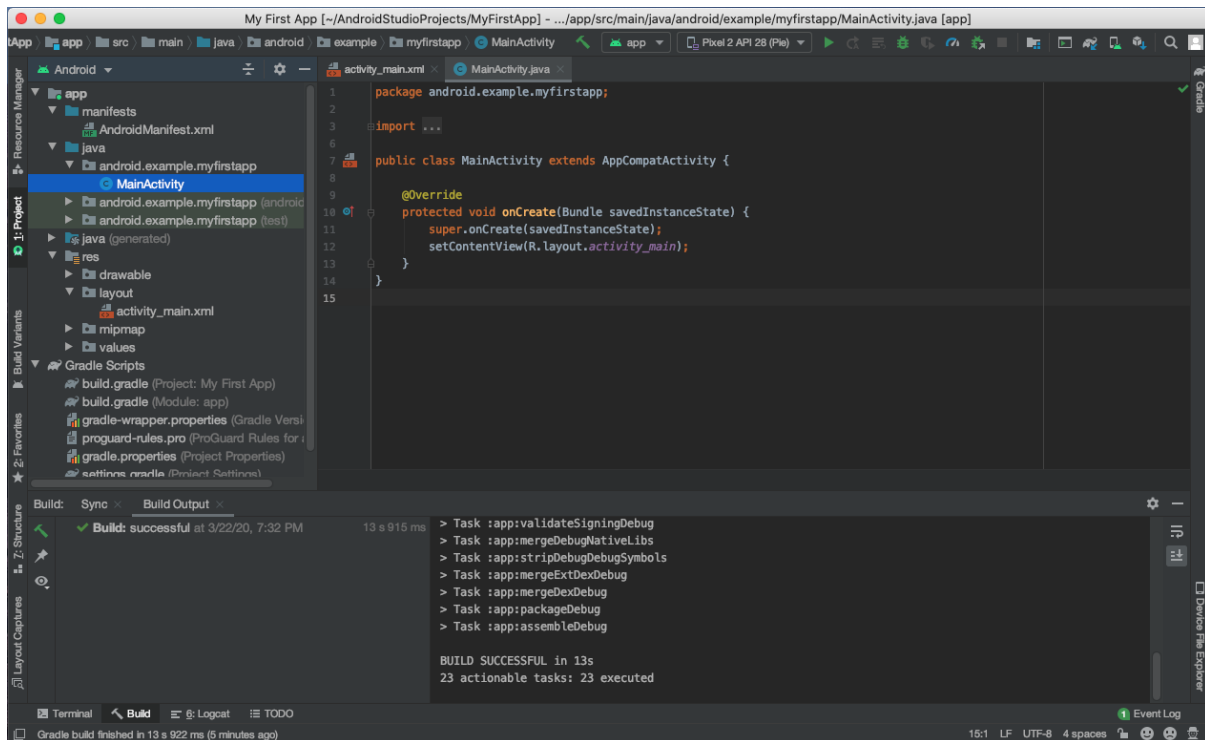 My First App [~/AndroidStudioProjects/MyFirstApp] - .../app/src/main/java/android/example/myfirstapp/MainActivity.java [app]
tApp app src main java android example myfirstapp MainActivity app Pixel 2 API 28 (Pie)
Android
activity_main.xml MainActivity.java
Resource Manager
1: Project
Build Variants
2: Favorites
7: Structure
Layout Captures
app
manifests
AndroidManifest.xml
java
android.example.myfirstapp
MainActivity
android.example.myfirstapp (android
android.example.myfirstapp (test)
java (generated)
res
drawable
layout
activity_main.xml
mipmap
values
Gradle Scripts
build.gradle (Project: My First App)
build.gradle (Module: app)
gradle-wrapper.properties (Gradle Versi
proguard-rules.pro (ProGuard Rules for
gradle.properties (Project Properties)
settings.gradle (Project Settings)
1 package android.example.myfirstapp;
2
3 import ...
6
7 public class MainActivity extends AppCompatActivity {
8
9 @Override
10 protected void onCreate(Bundle savedInstanceState) {
11 super.onCreate(savedInstanceState);
12 setContentView(R.layout.activity_main);
13 }
14 }
15
Gradle
Device File Explorer
Build: Sync Build Output
Build: successful at 3/22/20, 7:32 PM 13 s 915 ms
> Task :app:validateSigningDebug
> Task :app:mergeDebugNativeLibs
> Task :app:stripDebugDebugSymbols
> Task :app:mergeExtDexDebug
> Task :app:mergeDexDebug
> Task :app:packageDebug
> Task :app:assembleDebug
BUILD SUCCESSFUL in 13s
23 actionable tasks: 23 executed
Terminal Build 6: Logcat TODO 1 Event Log
Gradle build finished in 13 s 922 ms (5 minutes ago) 15:1 LF UTF-8 4 spaces